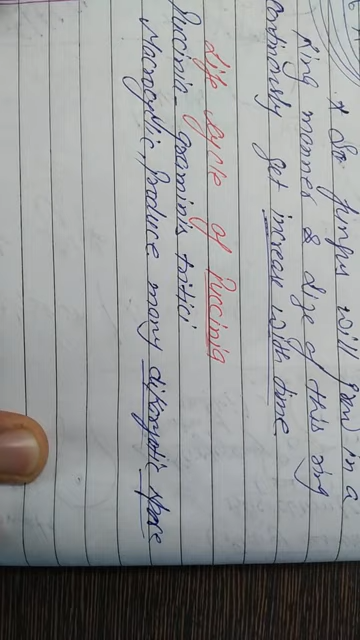 * So fungus will grow in a
Ring manner & size of this ring
continuously get increase with time
Life cycle of Puccinia
Puccinia graminis tritici
Macrocyclic, Produce many dikaryotic spore